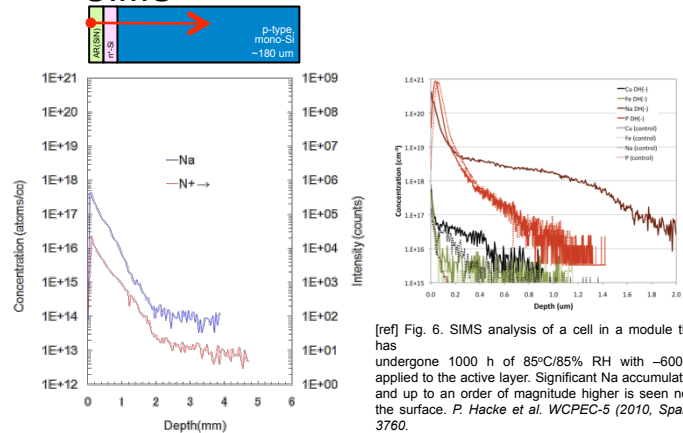 AR(SiN)
n+-Si
p-type,
mono-Si
~180 um
1E+21
1E+20
1E+19
1E+18
1E+17
1E+16
1E+15
1E+14
1E+13
1E+12
Concentration (atoms/cc)
1E+09
1E+08
1E+07
1E+06
1E+05
1E+04
1E+03
1E+02
1E+01
1E+00
Intensity (counts)
Na
N+ →
0 1 2 3 4 5 6
Depth(mm)
1.E+21
1.E+20
1.E+19
1.E+18
1.E+17
1.E+16
1.E+15
Concentration (cm-3)
Cu DH(-)
Fe DH(-)
Na DH(-)
P DH(-)
Cu (control)
Fe (control)
Na (control)
P (control)
0.0 0.2 0.4 0.6 0.8 1.0 1.2 1.4 1.6 1.8 2.0
Depth (um)
[ref] Fig. 6. SIMS analysis of a cell in a module
has
undergone 1000 h of 85ºC/85% RH with –600
applied to the active layer. Significant Na
and up to an order of magnitude higher is seen
the surface. P. Hacke et al. WCPEC-5 (2010,
3760.